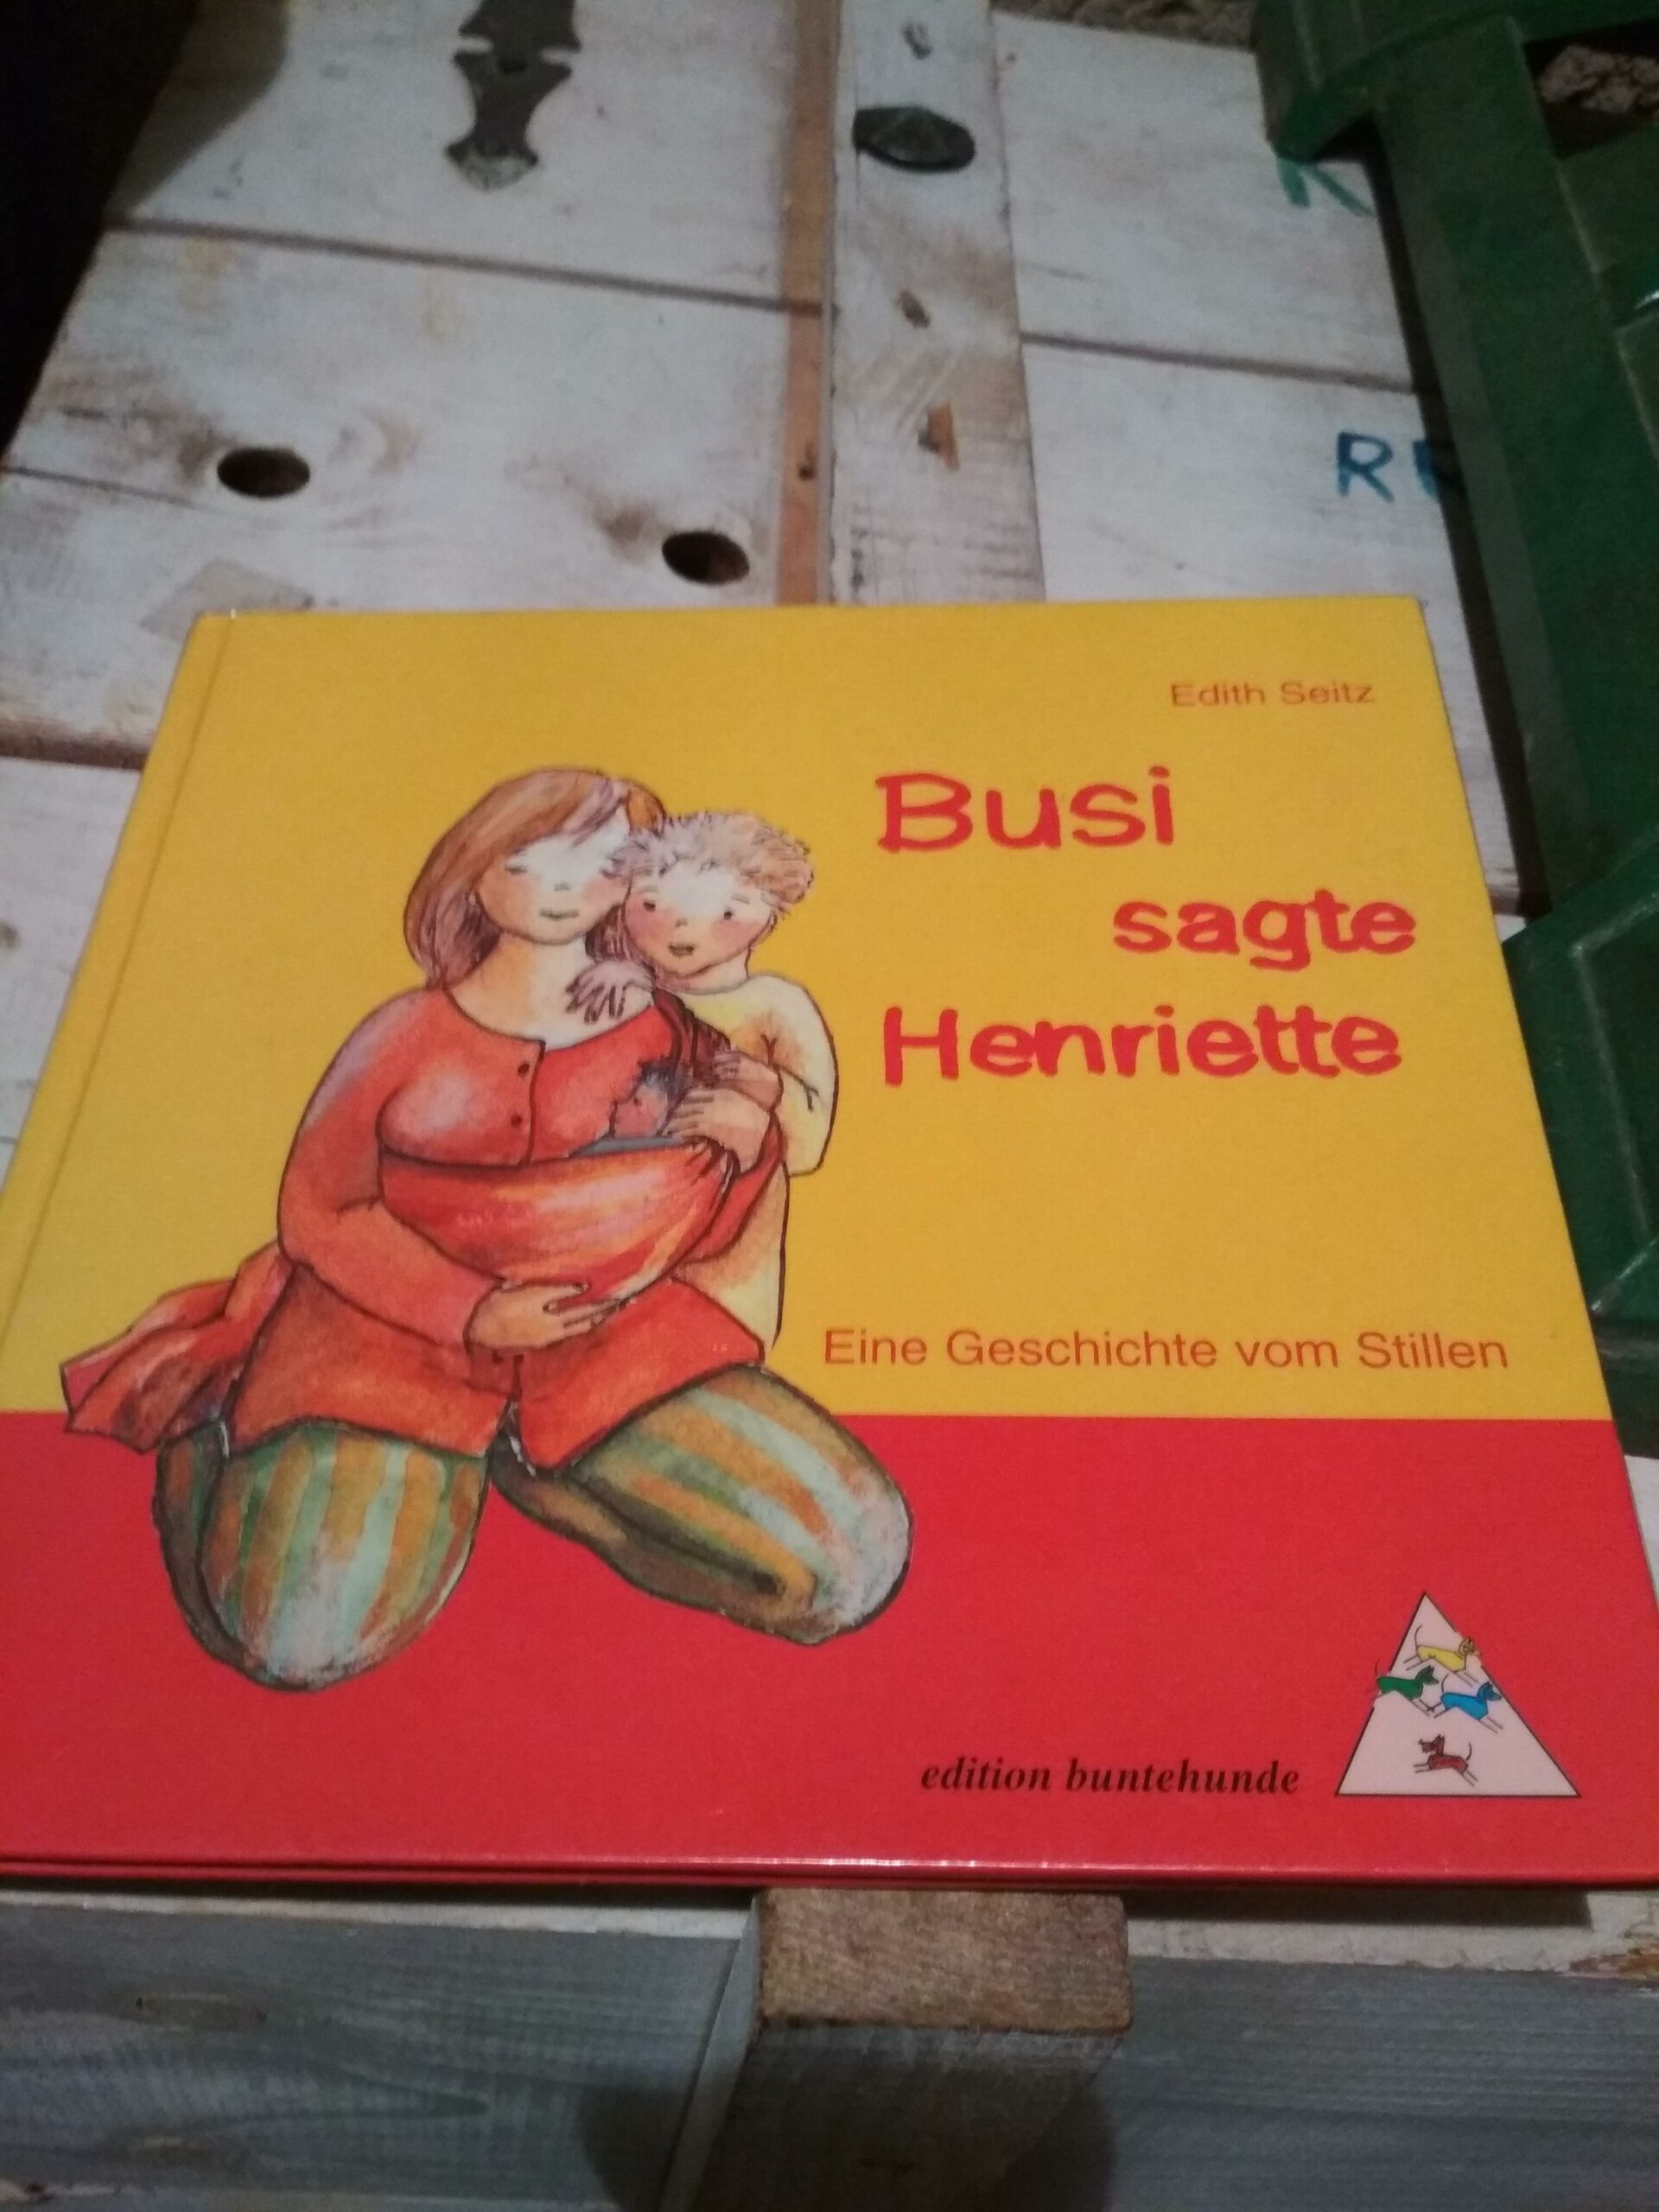 K
R
Edith Seitz
Busi
sagte
Henriette
Eine Geschichte vom Stillen
edition buntehunde